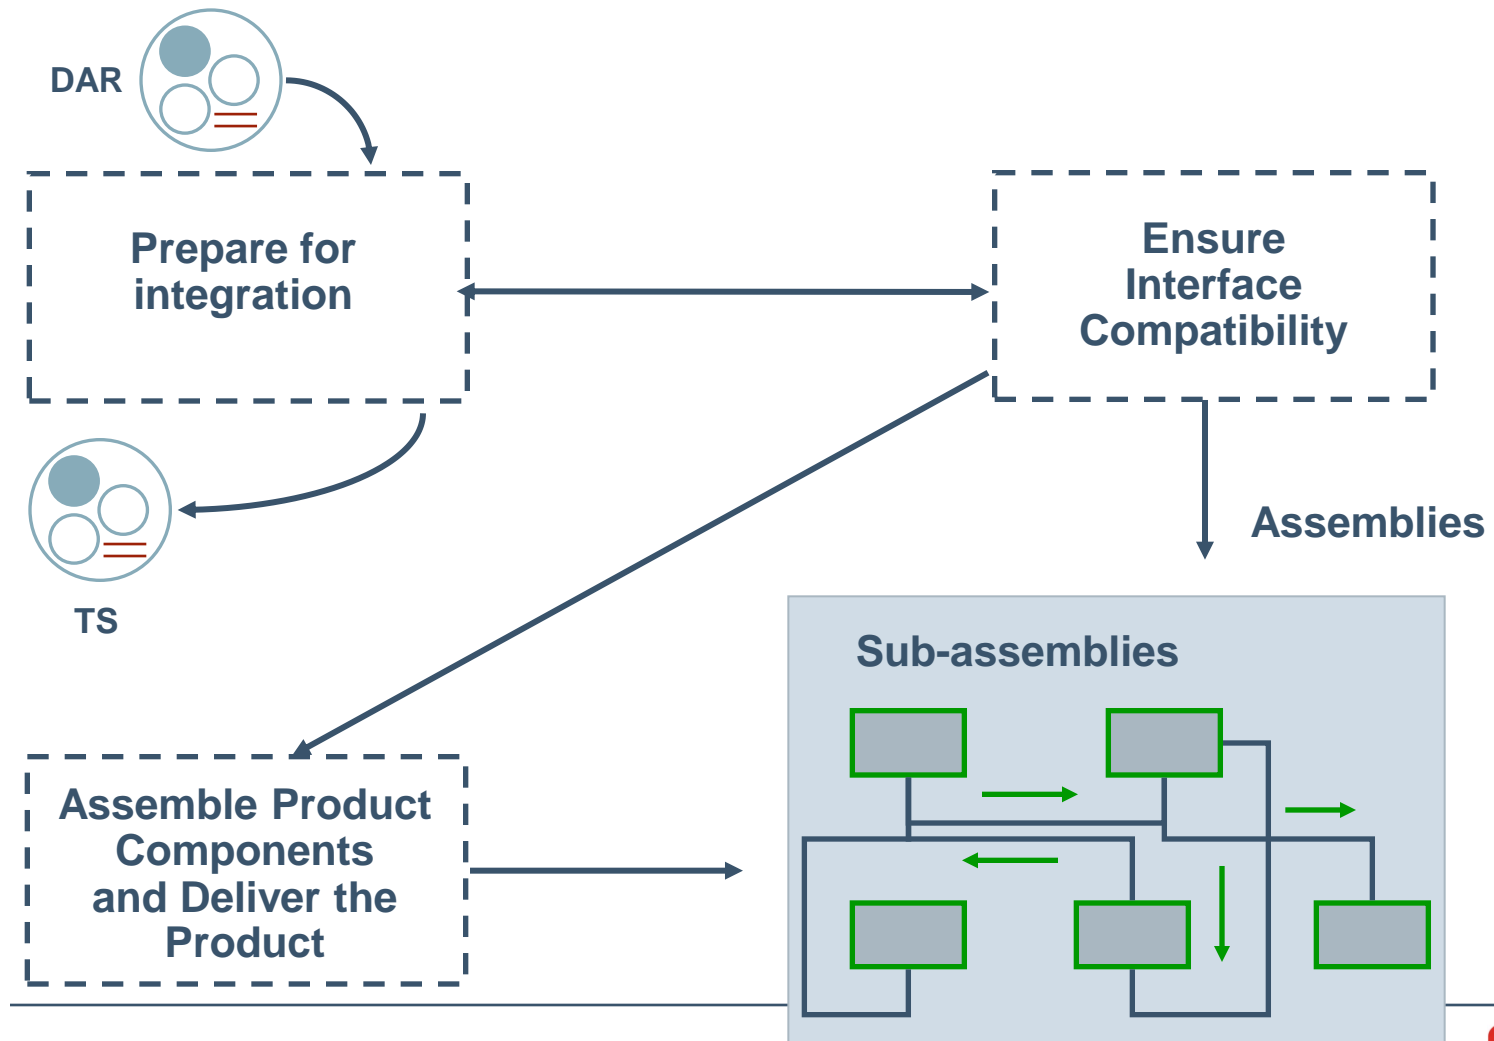 DAR
Prepare for
integration
Ensure
Interface
Compatibility
Assemblies
TS
Sub-assemblies
Assemble Product
Components
and Deliver the
Product